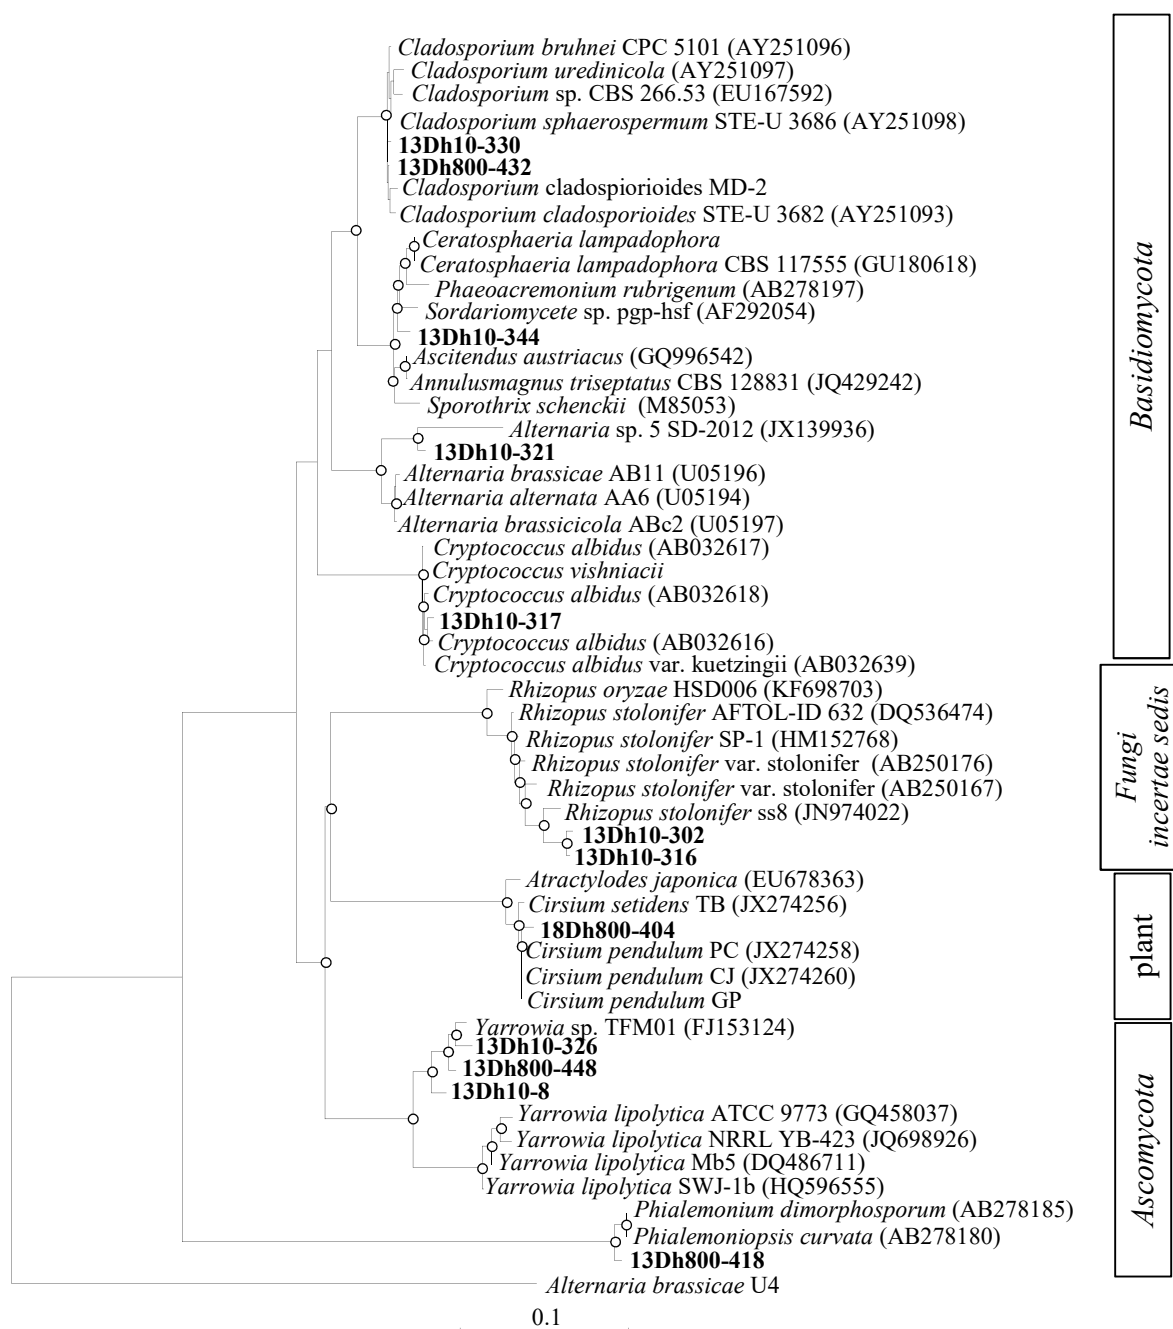 Cladosporium bruhnei CPC 5101 (AY251096)
Cladosporium uredinicola (AY251097)
Cladosporium sp. CBS 266.53 (EU167592)
Cladosporium sphaerospermum STE-U 3686 (AY251098)
13Dh10-330
13Dh800-432
Cladosporium cladospiorioides MD-2
Cladosporium cladosporioides STE-U 3682 (AY251093)
Ceratosphaeria lampadophora
Ceratosphaeria lampadophora CBS 117555 (GU180618)
Phaeoacremonium rubrigenum (AB278197)
Sordariomycete sp. pgp-hsf (AF292054)
13Dh10-344
Ascitendus austriacus (GQ996542)
Annulusmagnus triseptatus CBS 128831 (JQ429242)
Sporothrix schenckii (M85053)
Alternaria sp. 5 SD-2012 (JX139936)
13Dh10-321
Alternaria brassicae AB11 (U05196)
Alternaria alternata AA6 (U05194)
Alternaria brassicicola ABc2 (U05197)
Cryptococcus albidus (AB032617)
Cryptococcus vishniacii
Cryptococcus albidus (AB032618)
13Dh10-317
Cryptococcus albidus (AB032616)
Cryptococcus albidus var. kuetzingii (AB032639)
Basidiomycota
Rhizopus oryzae HSD006 (KF698703)
Rhizopus stolonifer AFTOL-ID 632 (DQ536474)
Rhizopus stolonifer SP-1 (HM152768)
Rhizopus stolonifer var. stolonifer (AB250176)
Rhizopus stolonifer var. stolonifer (AB250167)
Rhizopus stolonifer ss8 (JN974022)
13Dh10-302
13Dh10-316
Fungi
incertae sedis
Atractylodes japonica (EU678363)
Cirsium setidens TB (JX274256)
18Dh800-404
Cirsium pendulum PC (JX274258)
Cirsium pendulum CJ (JX274260)
Cirsium pendulum GP
plant
Yarrowia sp. TFM01 (FJ153124)
13Dh10-326
13Dh800-448
13Dh10-8
Yarrowia lipolytica ATCC 9773 (GQ458037)
Yarrowia lipolytica NRRL YB-423 (JQ698926)
Yarrowia lipolytica Mb5 (DQ486711)
Yarrowia lipolytica SWJ-1b (HQ596555)
Phialemonium dimorphosporum (AB278185)
Phialemoniopsis curvata (AB278180)
13Dh800-418
Ascomycota
Alternaria brassicae U4
0.1